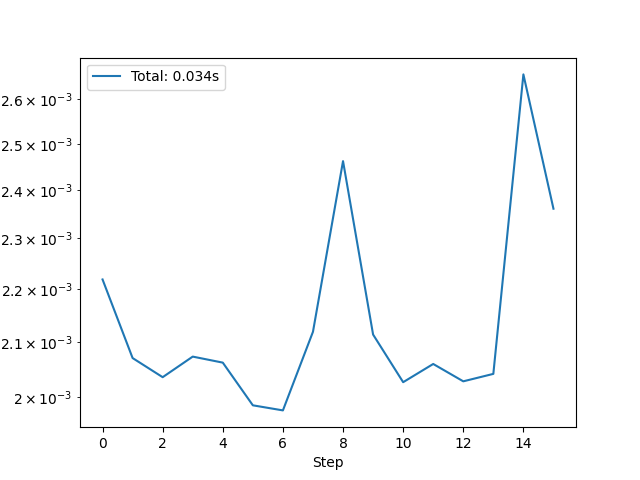 Total: 0.034s
2.6 × 10⁻³
2.5 × 10⁻³
2.4 × 10⁻³
2.3 × 10⁻³
2.2 × 10⁻³
2.1 × 10⁻³
2 × 10⁻³
0 2 4 6 8 10 12 14
Step